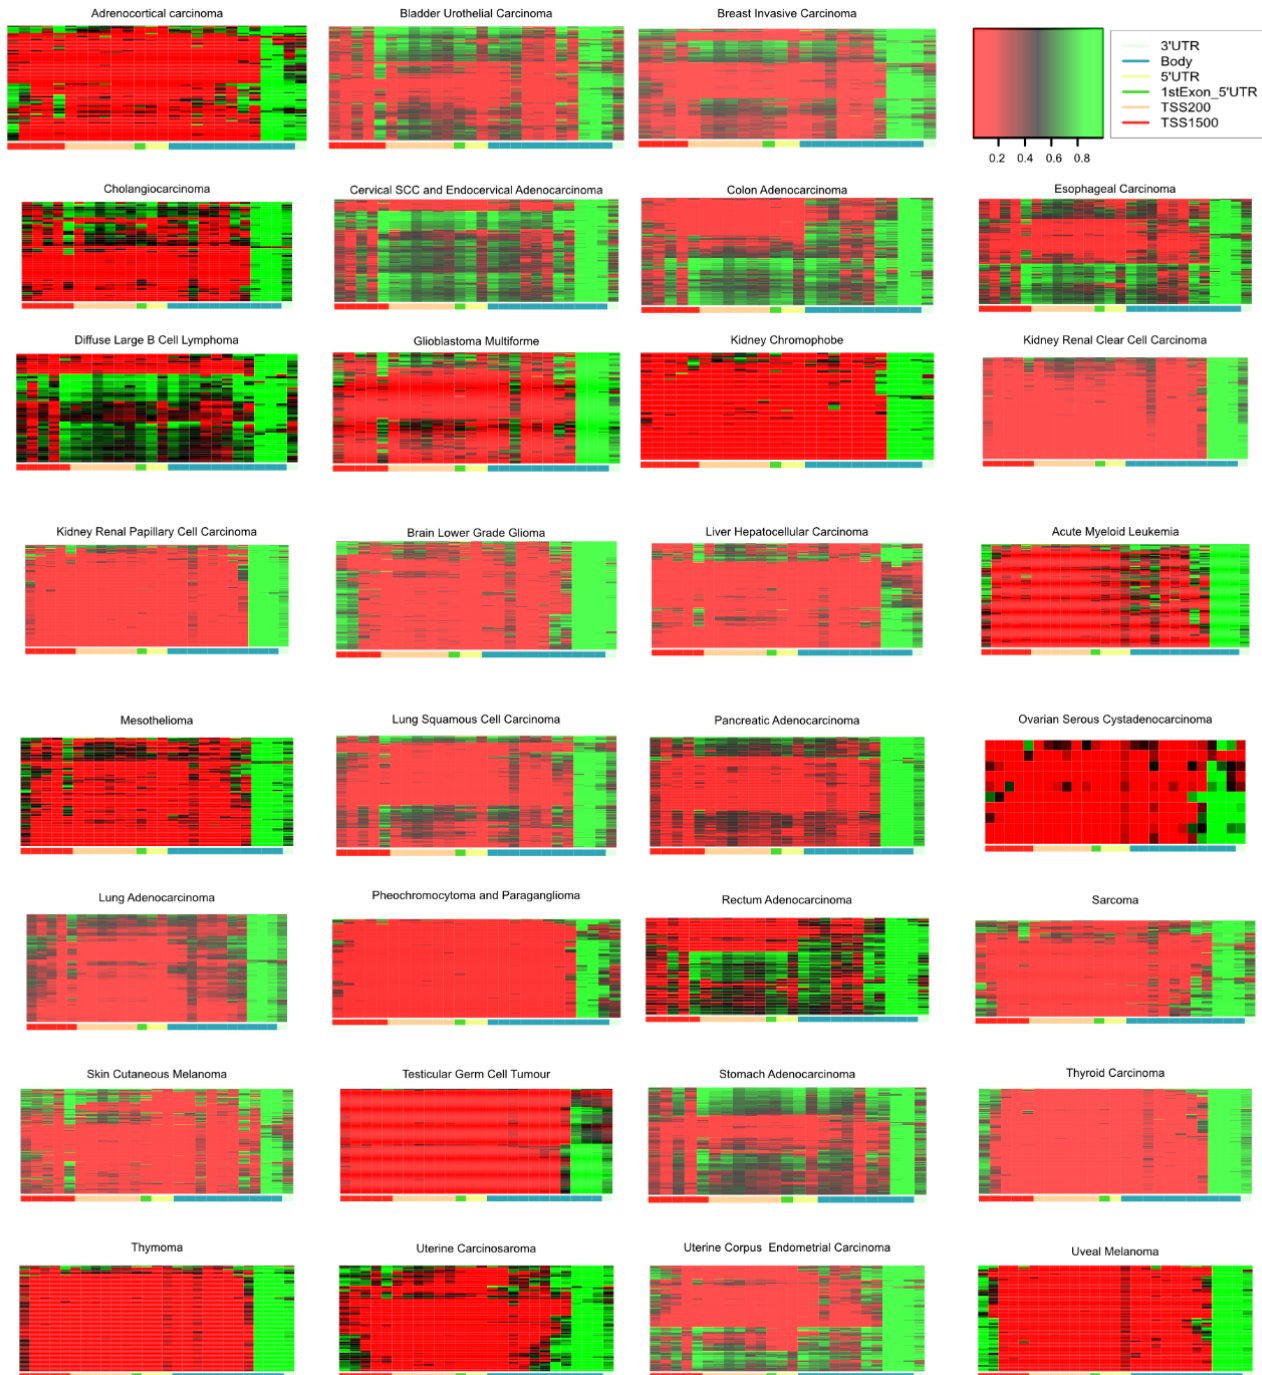 Adrenocortical carcinoma
Bladder Urothelial Carcinoma
Breast Invasive Carcinoma
0.2 0.4 0.6 0.8
3'UTR
Body
5'UTR
1stExon_5'UTR
TSS200
TSS1500
Cholangiocarcinoma
Cervical SCC and Endocervical Adenocarcinoma
Colon Adenocarcinoma
Esophageal Carcinoma
Diffuse Large B Cell Lymphoma
Glioblastoma Multiforme
Kidney Chromophobe
Kidney Renal Clear Cell Carcinoma
Kidney Renal Papillary Cell Carcinoma
Brain Lower Grade Glioma
Liver Hepatocellular Carcinoma
Acute Myeloid Leukemia
Mesothelioma
Lung Squamous Cell Carcinoma
Pancreatic Adenocarcinoma
Ovarian Serous Cystadenocarcinoma
Lung Adenocarcinoma
Pheochromocytoma and Paraganglioma
Rectum Adenocarcinoma
Sarcoma
Skin Cutaneous Melanoma
Testicular Germ Cell Tumour
Stomach Adenocarcinoma
Thyroid Carcinoma
Thymoma
Uterine Carcinosaroma
Uterine Corpus Endometrial Carcinoma
Uveal Melanoma